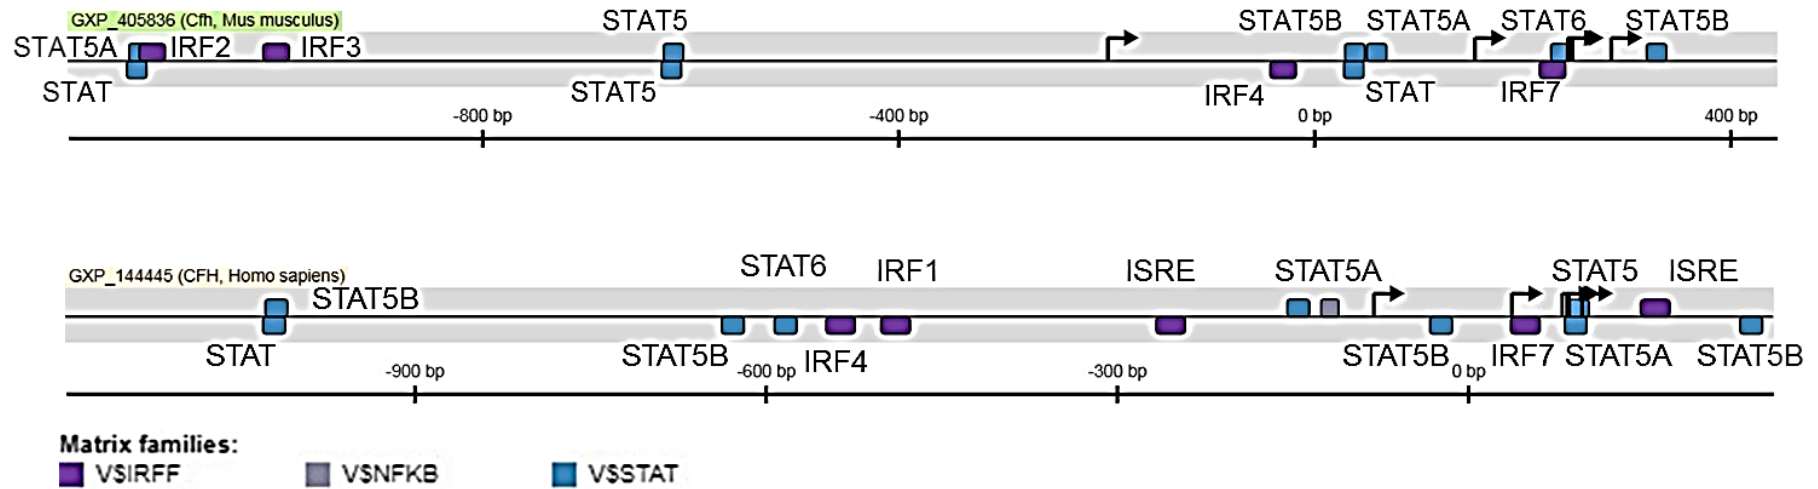 GXP_405836 (Cfh, Mus musculus) STAT5 STAT5B STAT5A STAT6 STAT5B
STAT5A IRF2 IRF3
STAT STAT5 IRF4 STAT IRF7
-800 bp -400 bp 0 bp 400 bp
STAT6 IRF1 ISRE STAT5A STAT5 ISRE
GXP_144445 (CFH, Homo sapiens)
STAT5B
STAT STAT5B IRF4 STAT5B IRF7 STAT5A STAT5B
-900 bp -600 bp -300 bp 0 bp
Matrix families:
V$IRFF V$NFKB V$STAT